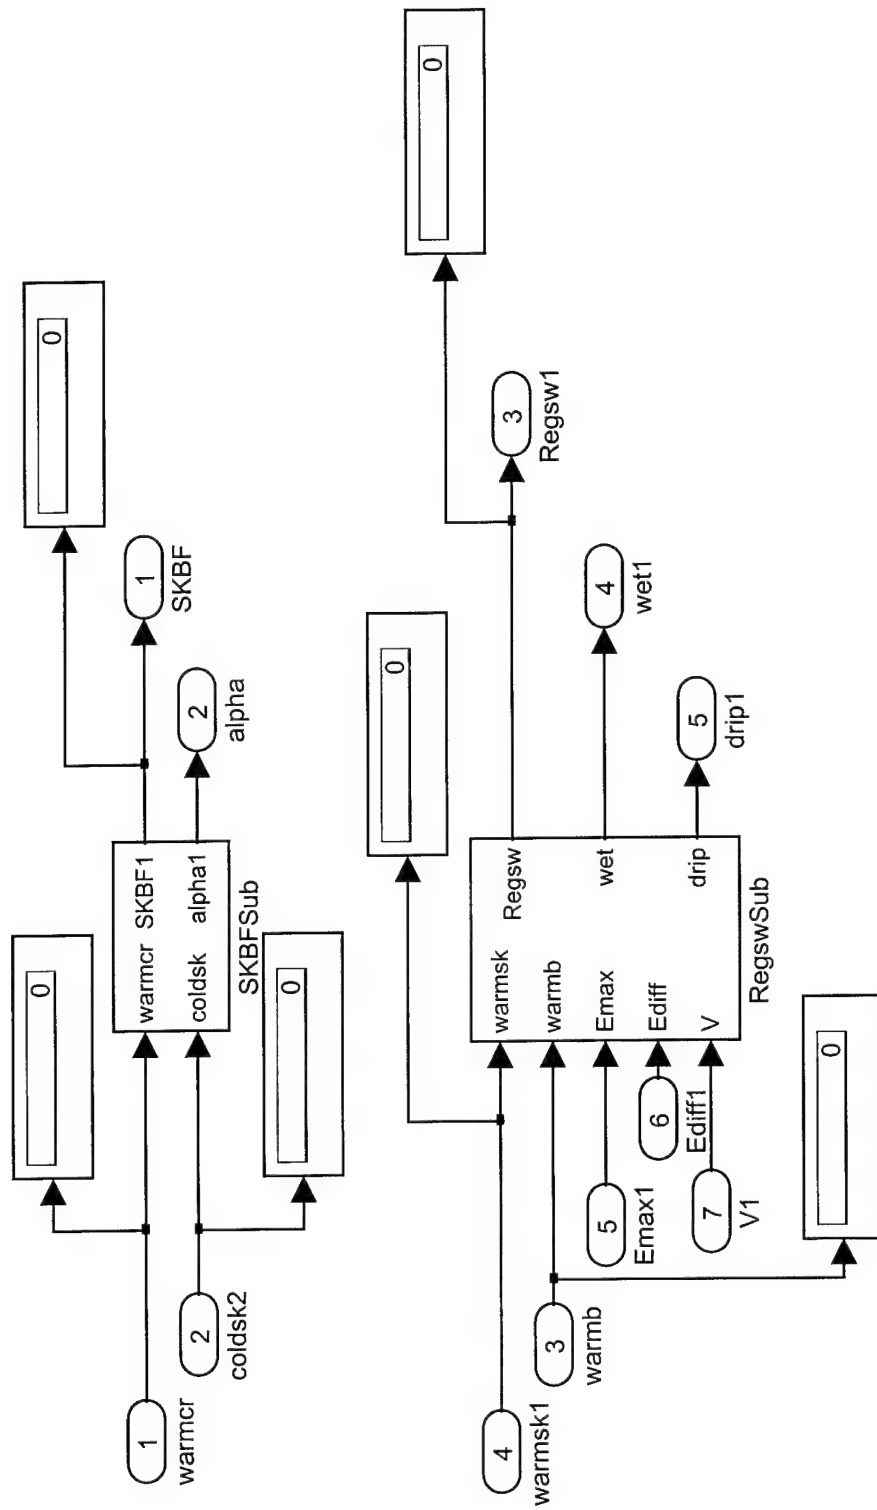 0
0
1
warmcr
2
coldsk2
warmcr
SKBF1
coldsk
alpha1
SKBFSub
1
SKBF
2
alpha
0
0
0
4
warmsk1
3
warmb
5
Emax1
6
Ediff1
7
V1
warmsk
Regsw
warmb
Emax
wet
Ediff
V
drip
RegswSub
3
Regsw1
4
wet1
5
drip1
0
0